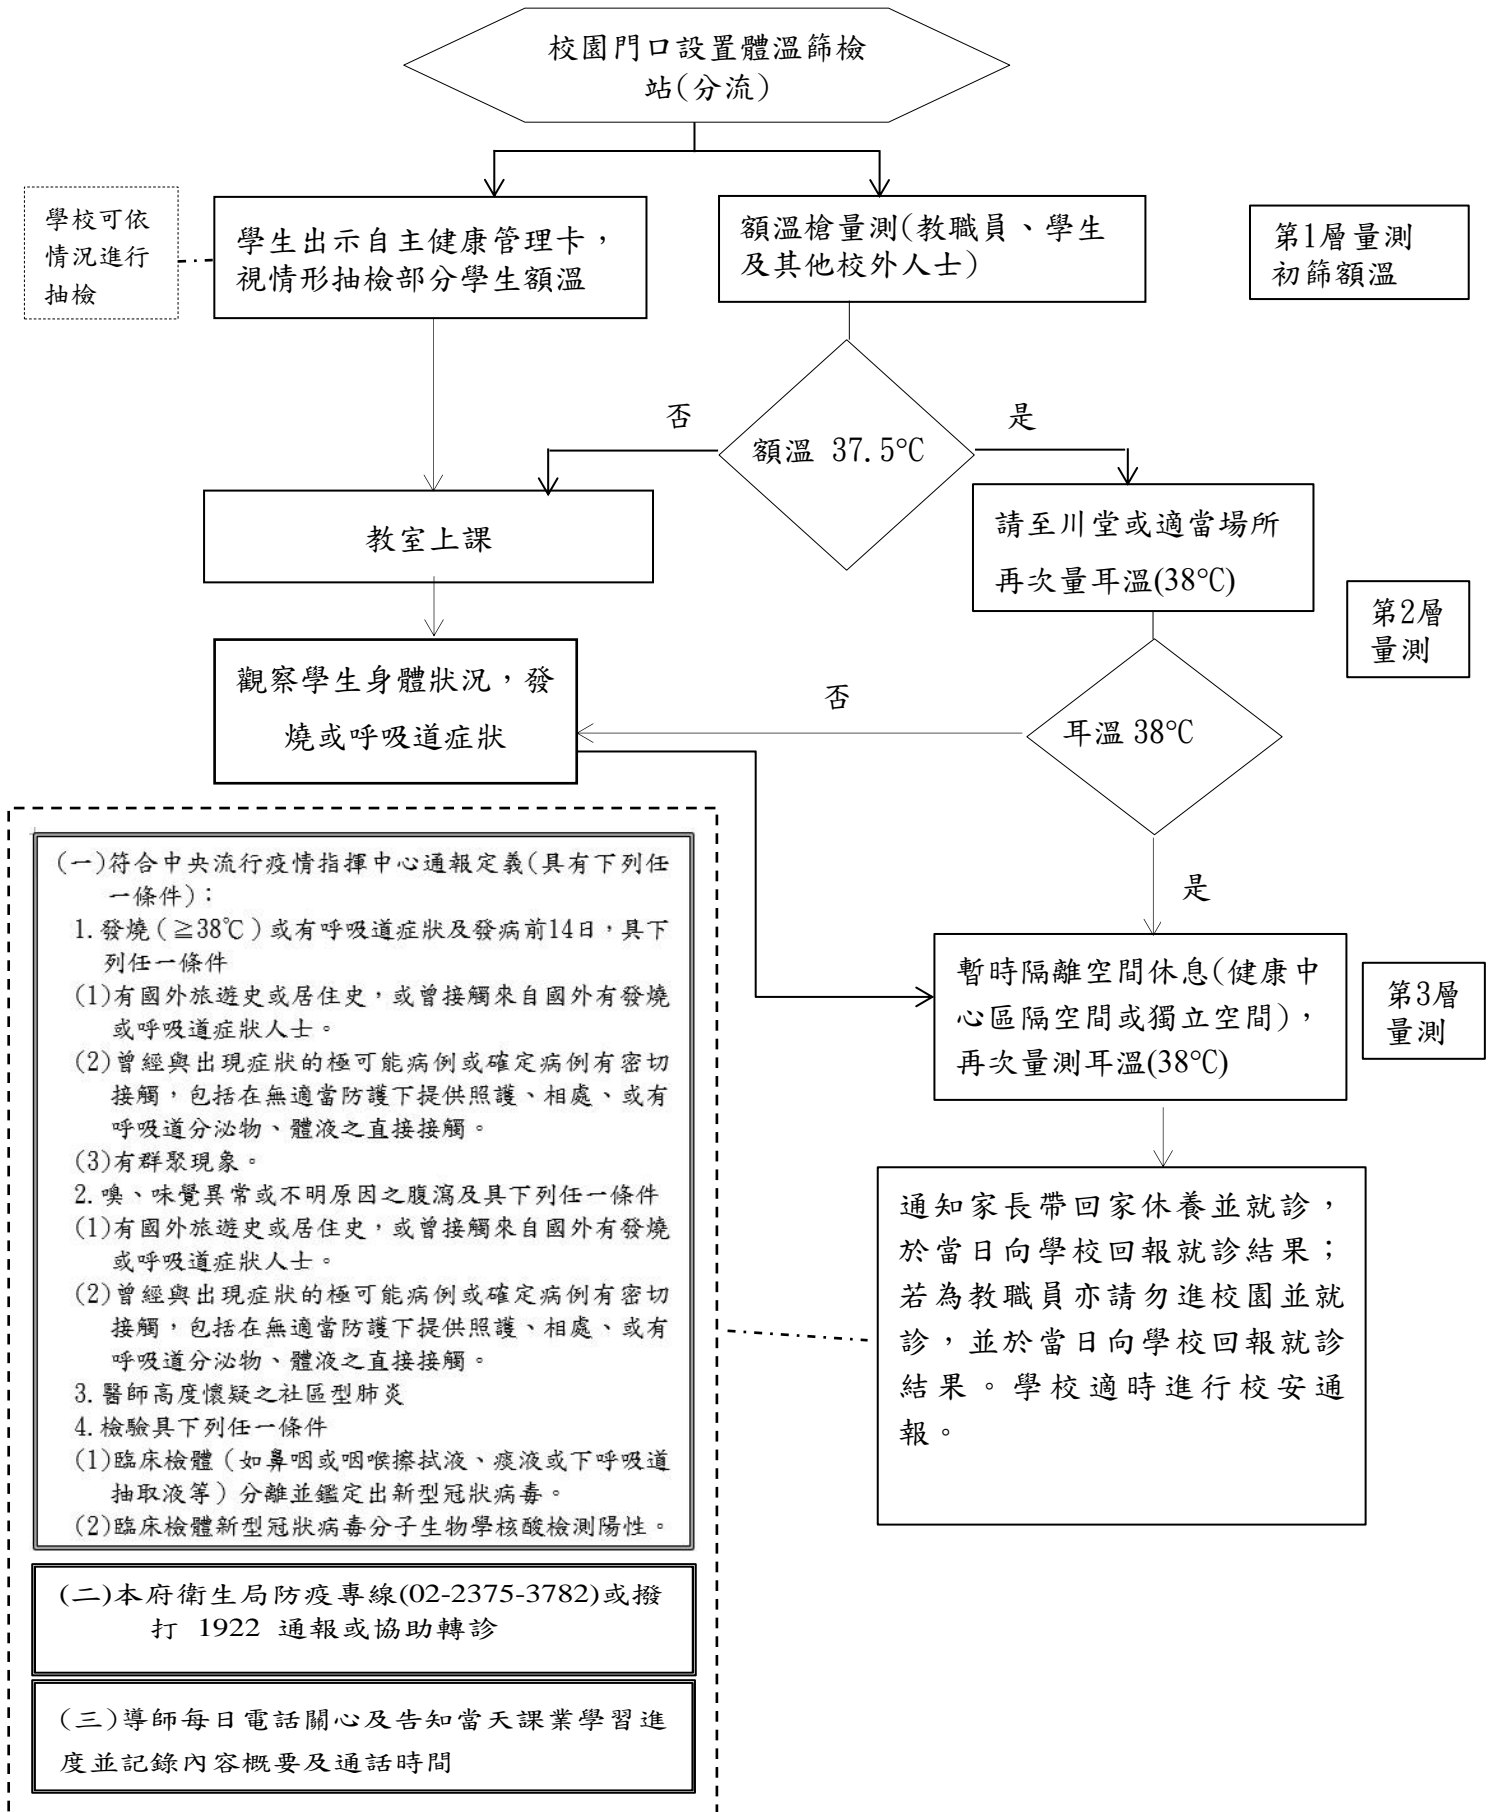 校園門口設置體溫篩檢
站(分流)
學校可依
情況進行
抽檢
學生出示自主健康管理卡，
視情形抽檢部分學生額溫
額溫槍量測(教職員、學生
及其他校外人士)
第1層量測
初篩額溫
否
是
額溫 37.5°C
教室上課
請至川堂或適當場所
再次量耳溫(38°C)
第2層
量測
觀察學生身體狀況，發
燒或呼吸道症狀
否
耳溫 38°C
是
暫時隔離空間休息(健康中
心區隔空間或獨立空間)，
再次量測耳溫(38°C)
第3層
量測
通知家長帶回家休養並就診，
於當日向學校回報就診結果；
若為教職員亦請勿進校園並就
診，並於當日向學校回報就診
結果。學校適時進行校安通
報。
(一)符合中央流行疫情指揮中心通報定義(具有下列任
一條件)：
1.發燒（≧38℃）或有呼吸道症狀及發病前14日，具下
列任一條件
(1)有國外旅遊史或居住史，或曾接觸來自國外有發燒
或呼吸道症狀人士。
(2)曾經與出現症狀的極可能病例或確定病例有密切
接觸，包括在無適當防護下提供照護、相處、或有
呼吸道分泌物、體液之直接接觸。
(3)有群聚現象。
2.嗅、味覺異常或不明原因之腹瀉及具下列任一條件
(1)有國外旅遊史或居住史，或曾接觸來自國外有發燒
或呼吸道症狀人士。
(2)曾經與出現症狀的極可能病例或確定病例有密切
接觸，包括在無適當防護下提供照護、相處、或有
呼吸道分泌物、體液之直接接觸。
3.醫師高度懷疑之社區型肺炎
4.檢驗具下列任一條件
(1)臨床檢體（如鼻咽或咽喉擦拭液、痰液或下呼吸道
抽取液等）分離並鑑定出新型冠狀病毒。
(2)臨床檢體新型冠狀病毒分子生物學核酸檢測陽性。
(二)本府衛生局防疫專線(02-2375-3782)或撥
打 1922 通報或協助轉診
(三)導師每日電話關心及告知當天課業學習進
度並記錄內容概要及通話時間